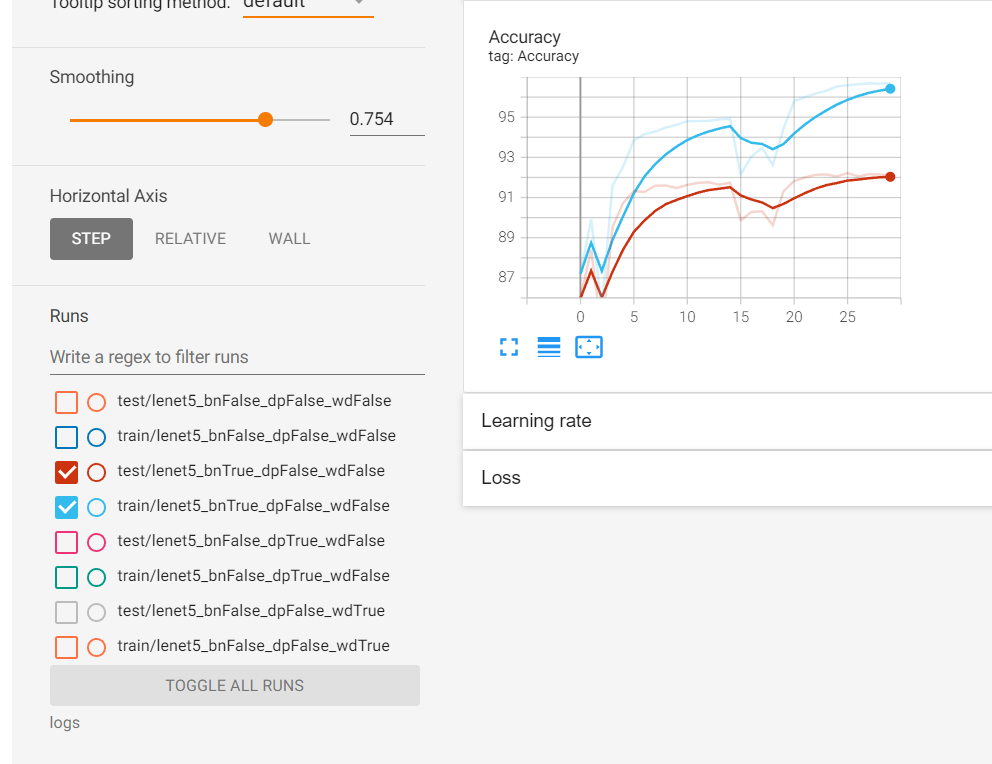 Tooltip sorting method: default
Smoothing
0.754
Horizontal Axis
STEP RELATIVE WALL
Runs
Write a regex to filter runs
test/lenet5_bnFalse_dpFalse_wdFalse
train/lenet5_bnFalse_dpFalse_wdFalse
test/lenet5_bnTrue_dpFalse_wdFalse
train/lenet5_bnTrue_dpFalse_wdFalse
test/lenet5_bnFalse_dpTrue_wdFalse
train/lenet5_bnFalse_dpTrue_wdFalse
test/lenet5_bnFalse_dpFalse_wdTrue
train/lenet5_bnFalse_dpFalse_wdTrue
TOGGLE ALL RUNS
logs
Accuracy
tag: Accuracy
95
93
91
89
87
0 5 10 15 20 25
Learning rate
Loss